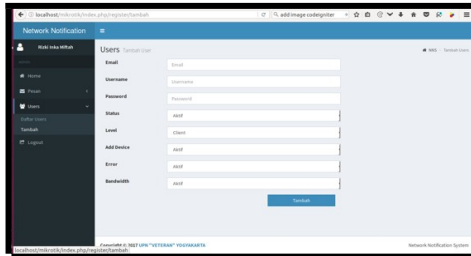 localhost/mikrotik/index.php/register/tambah
add image codeigniter
Network Notification
Rizki Inka Miftah
Home
Pesan
Users
Daftar Users
Tambah
Logout
Users Tambah User
Tambah Users
Email
Email
Username
Username
Password
Password
Status
Aktif
Level
Client
Add Device
Aktif
Error
Aktif
Bandwidth
Aktif
Tambah
Copyright © 2017 UPN "VETERAN" YOGYAKARTA
Network Notification System
localhost/mikrotik/index.php/register/tambah